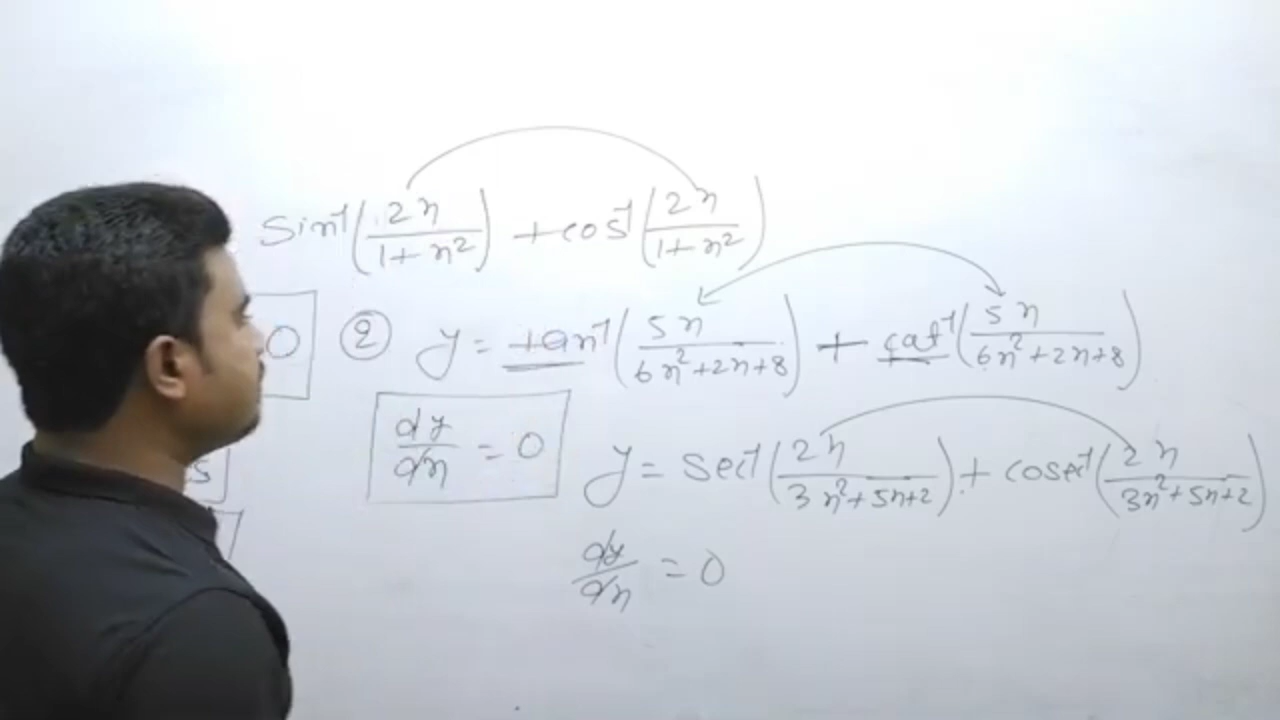 sin⁻¹(2x/(1+x²)) + cos⁻¹(2x/(1+x²))
0
② y = tan⁻¹(5x/(6x²+2x+8)) + cot⁻¹(5x/(6x²+2x+8))
dy/dx = 0
y = sec⁻¹(2x/(3x²+5x+2)) + cosec⁻¹(2x/(3x²+5x+2))
s
dy/dx = 0